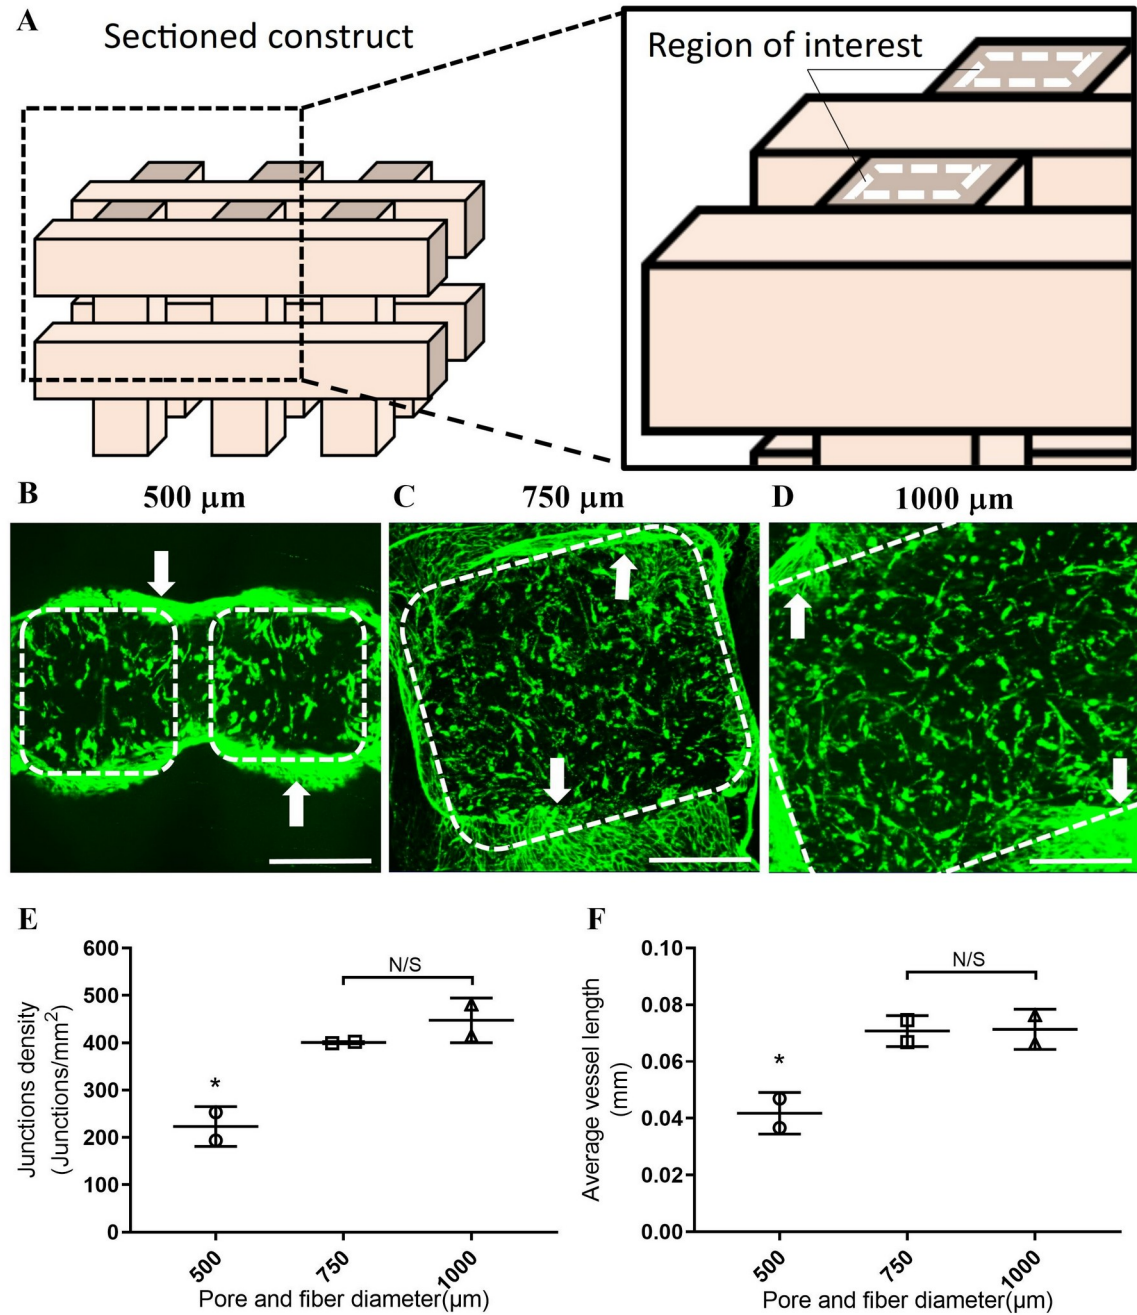 A
Sectioned construct
Region of interest
B
500 μm
C
750 μm
D
1000 μm
E
Junctions density
(Junctions/mm²)
600
500
400
300
200
100
0
*
N/S
500
750
1000
Pore and fiber diameter(μm)
F
Average vessel length
(mm)
0.10
0.08
0.06
0.04
0.02
0.00
*
N/S
500
750
1000
Pore and fiber diameter(μm)